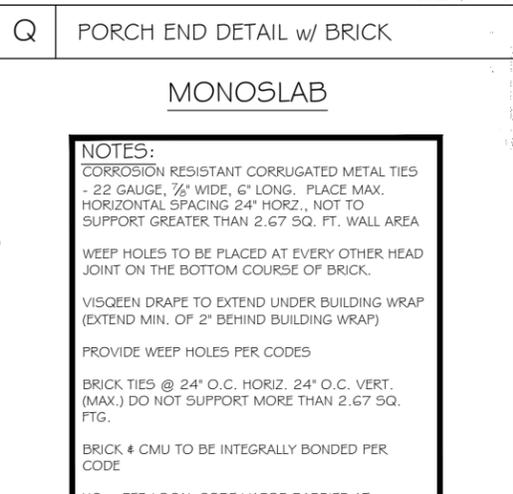 Q PORCH END DETAIL w/ BRICK
MONOSLAB
NOTES:
CORROSION RESISTANT CORRUGATED METAL TIES
- 22 GAUGE, 7/8" WIDE, 6" LONG. PLACE MAX.
HORIZONTAL SPACING 24" HORZ., NOT TO
SUPPORT GREATER THAN 2.67 SQ. FT. WALL AREA
WEEP HOLES TO BE PLACED AT EVERY OTHER HEAD
JOINT ON THE BOTTOM COURSE OF BRICK.
VISQEEN DRAPE TO EXTEND UNDER BUILDING WRAP
(EXTEND MIN. OF 2" BEHIND BUILDING WRAP)
PROVIDE WEEP HOLES PER CODES
BRICK TIES @ 24" O.C. HORIZ. 24" O.C. VERT.
(MAX.) DO NOT SUPPORT MORE THAN 2.67 SQ.
FTG.
BRICK & CMU TO BE INTEGRALLY BONDED PER
CODE